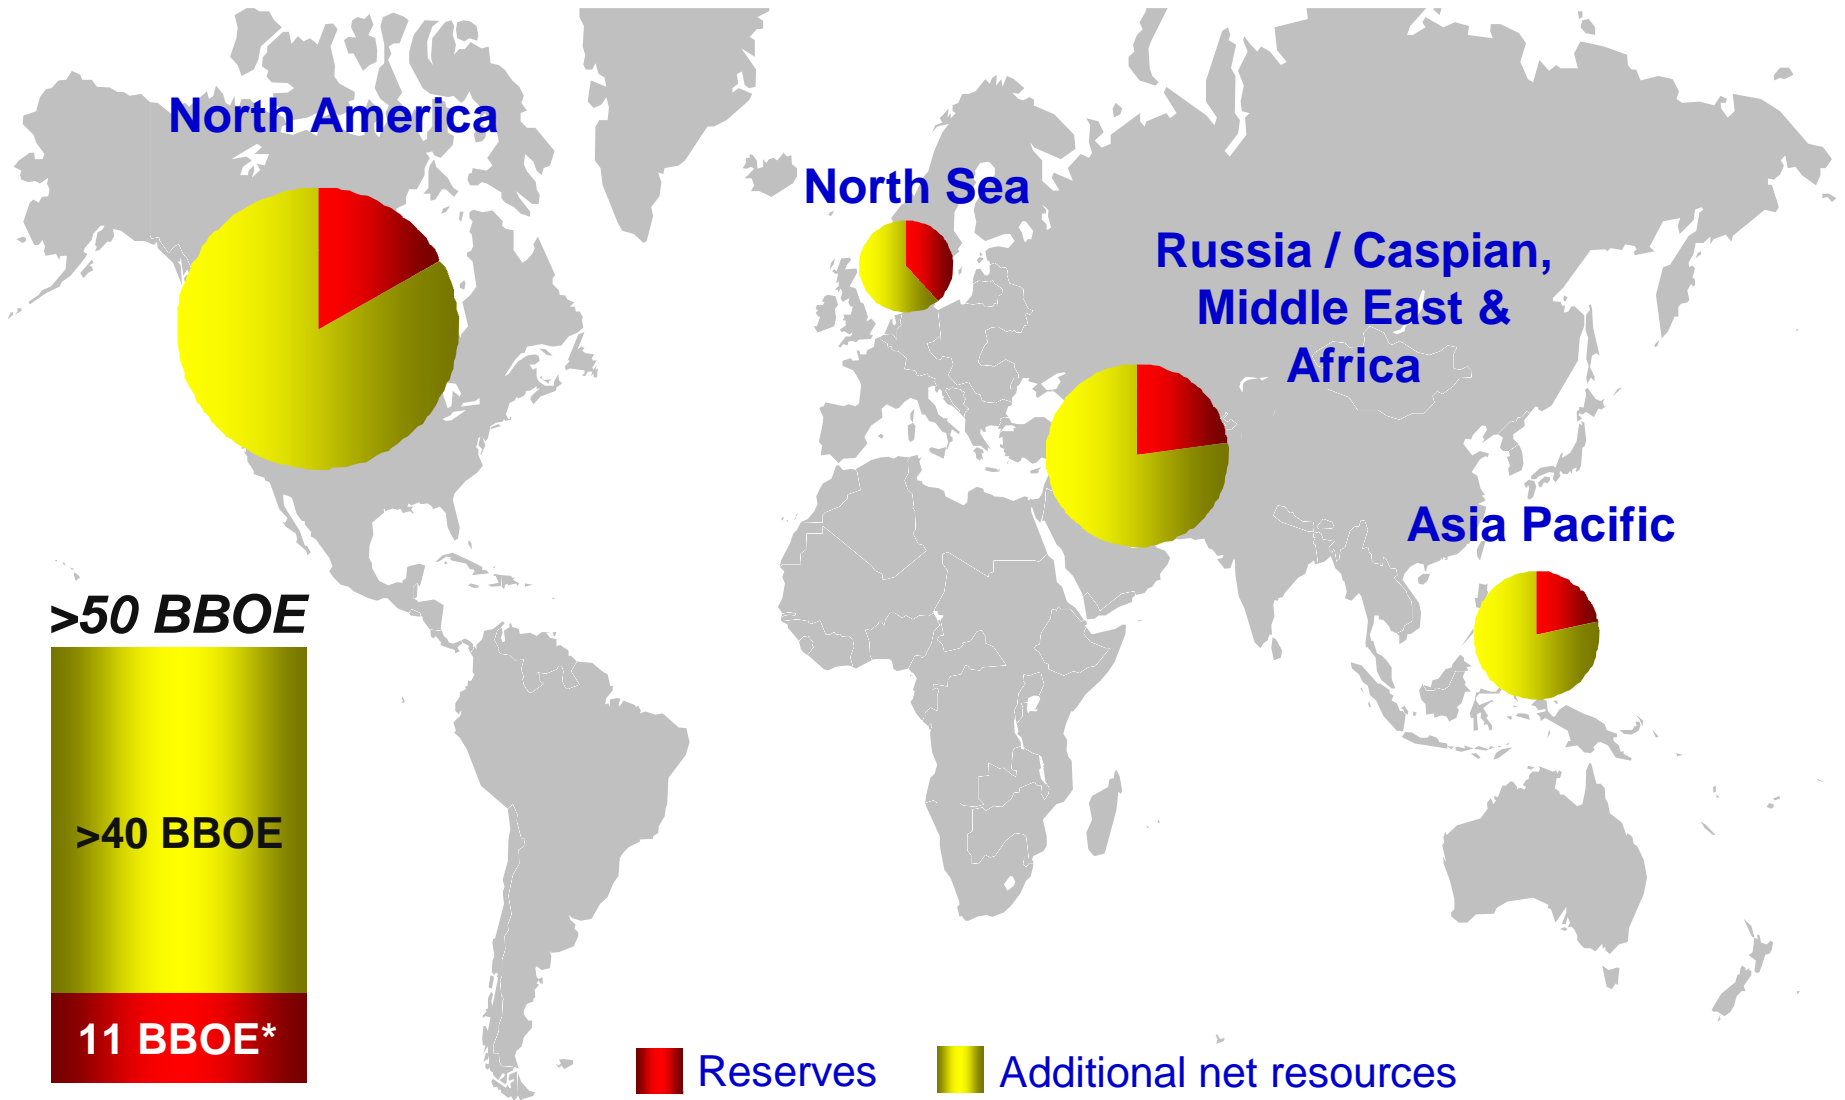 North America
North Sea
Russia / Caspian,
Middle East &
Africa
Asia Pacific
>50 BBOE
>40 BBOE
11 BBOE*
Reserves
Additional net resources